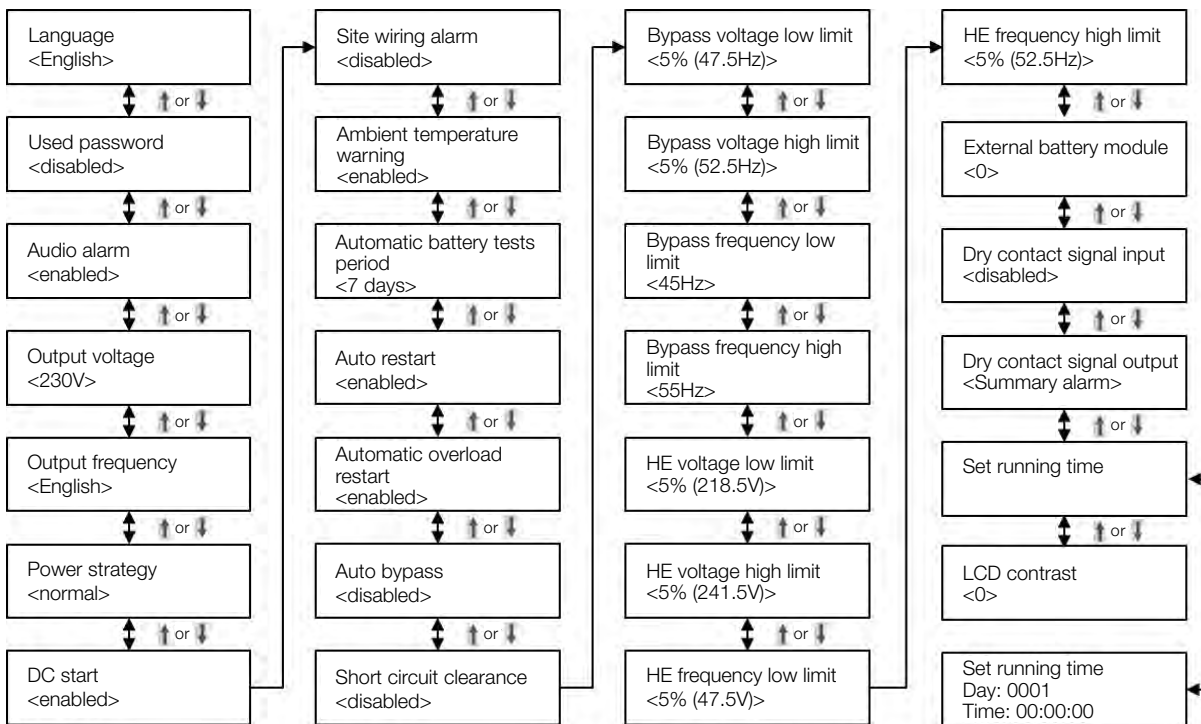 Language
<English>
or
Used password
<disabled>
or
Audio alarm
<enabled>
or
Output voltage
<230V>
or
Output frequency
<English>
or
Power strategy
<normal>
or
DC start
<enabled>
Site wiring alarm
<disabled>
or
Ambient temperature
warning
<enabled>
or
Automatic battery tests
period
<7 days>
or
Auto restart
<enabled>
or
Automatic overload
restart
<enabled>
or
Auto bypass
<disabled>
or
Short circuit clearance
<disabled>
Bypass voltage low limit
<5% (47.5Hz)>
or
Bypass voltage high limit
<5% (52.5Hz)>
or
Bypass frequency low
limit
<45Hz>
or
Bypass frequency high
limit
<55Hz>
or
HE voltage low limit
<5% (218.5V)>
or
HE voltage high limit
<5% (241.5V)>
or
HE frequency low limit
<5% (47.5V)>
HE frequency high limit
<5% (52.5Hz)>
or
External battery module
<0>
or
Dry contact signal input
<disabled>
or
Dry contact signal output
<Summary alarm>
or
Set running time
or
LCD contrast
<0>
Set running time
Day: 0001
Time: 00:00:00